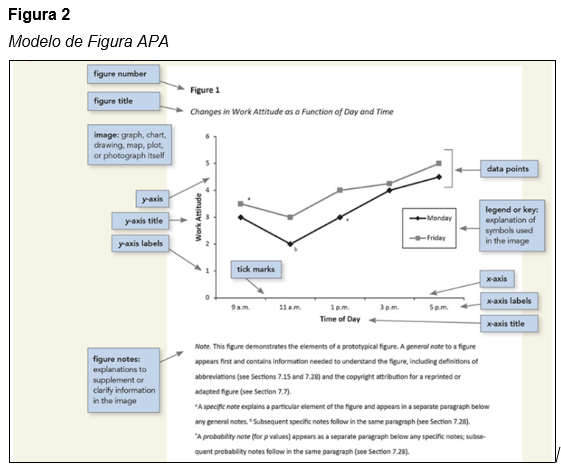 Figura 2
Modelo de Figura APA
figure number
Figure 1
figure title
Changes in Work Attitude as a Function of Day and Time
image: graph, chart,
drawing, map, plot,
or photograph itself
6
5
4
3
2
1
0
data points
y-axis
y-axis title
y-axis labels
Work Attitude
a
b
*
Monday
Friday
legend or key:
explanation of
symbols used
in the image
tick marks
x-axis
9 a.m. 11 a.m. 1 p.m. 3 p.m. 5 p.m.
x-axis labels
Time of Day
x-axis title
figure notes:
explanations to
supplement or
clarify information
in the image
Note. This figure demonstrates the elements of a prototypical figure. A general note to a figure
appears first and contains information needed to understand the figure, including definitions of
abbreviations (see Sections 7.15 and 7.28) and the copyright attribution for a reprinted or
adapted figure (see Section 7.7).
ᵃA specific note explains a particular element of the figure and appears in a separate paragraph below
any general notes. ᵇ Subsequent specific notes follow in the same paragraph (see Section 7.28).
*A probability note (for p values) appears as a separate paragraph below any specific notes; subse-
quent probability notes follow in the same paragraph (see Section 7.28).
/